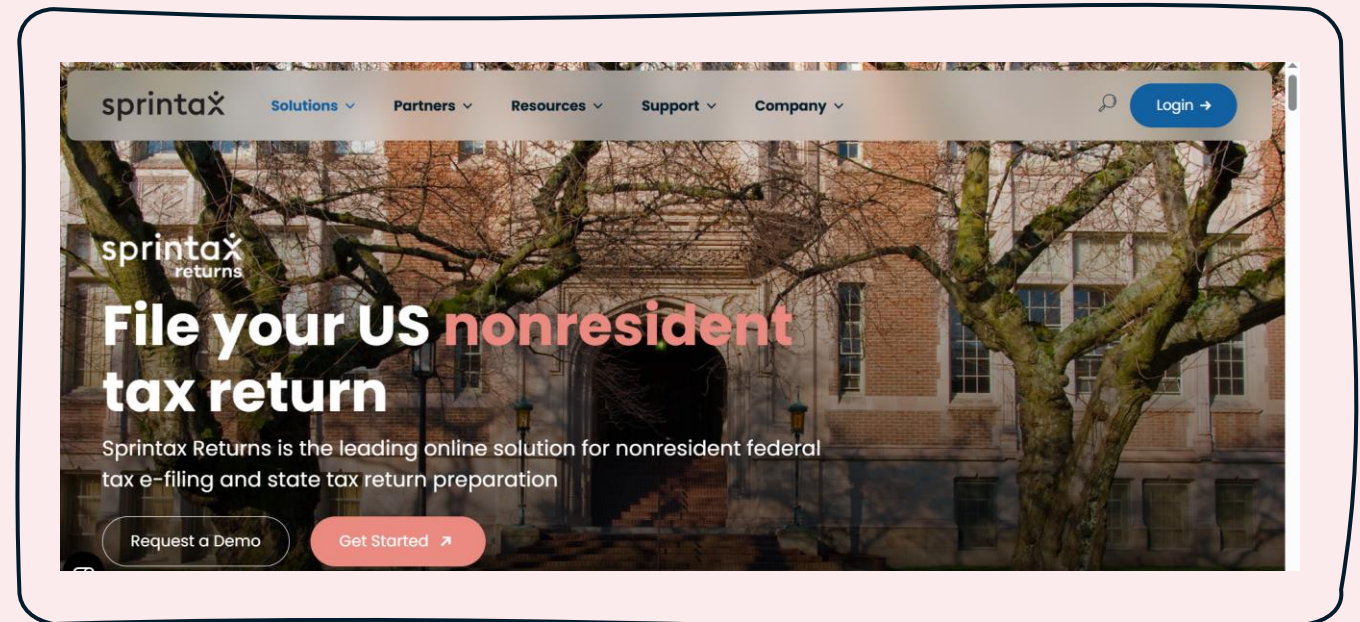 sprintax Solutions Partners Resources Support Company Login →
sprintax
returns
File your US nonresident
tax return
Sprintax Returns is the leading online solution for nonresident federal
tax e-filing and state tax return preparation
Request a Demo Get Started ↗